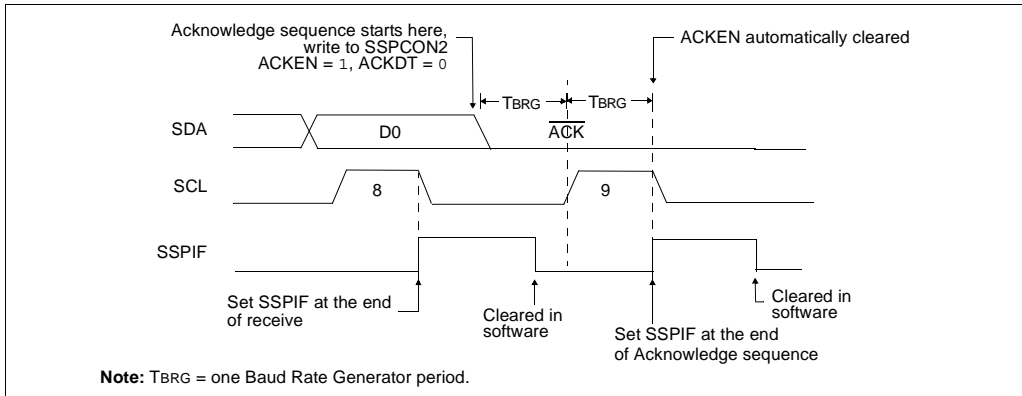 Acknowledge sequence starts here,
write to SSPCON2
ACKEN = 1, ACKDT = 0
ACKEN automatically cleared
TBRG
TBRG
SDA
D0
ACK
SCL
8
9
SSPIF
Set SSPIF at the end
of receive
Cleared in
software
Set SSPIF at the end
of Acknowledge sequence
Cleared in
software
Note: TBRG = one Baud Rate Generator period.